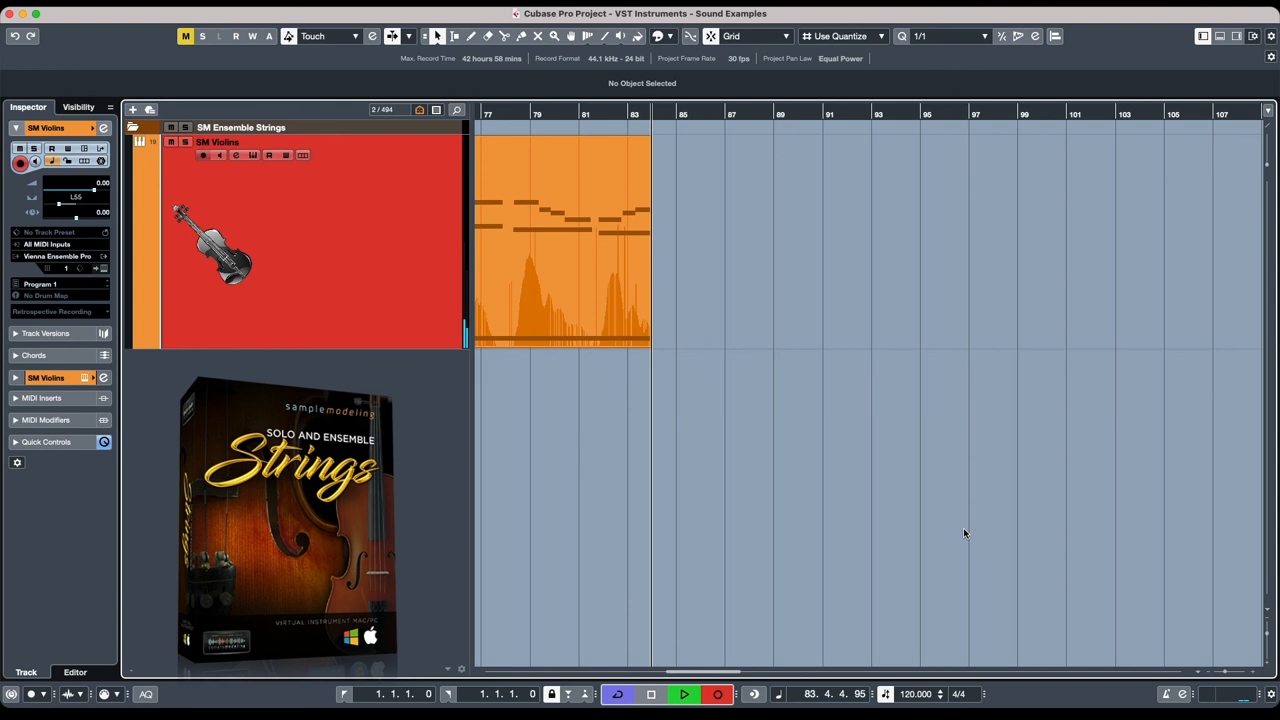 Cubase Pro Project - VST Instruments - Sound Examples
M S L R W A Touch Grid Use Quantize Q 1/1
Max. Record Time 42 hours 58 mins Record Format 44.1 kHz - 24 bit Project Frame Rate 30 fps Project Pan Law Equal Power
No Object Selected
Inspector Visibility
2 / 494
77 79 81 83 85 87 89 91 93 95 97 99 101 103 105 107
SM Violins
M S SM Ensemble Strings
19 M S SM Violins
M S R W
R W
0.00
L55
0.00
No Track Preset
All MIDI Inputs
Vienna Ensemble Pro
1
Program 1
No Drum Map
Retrospective Recording
Track Versions
Chords
SM Violins
MIDI Inserts
MIDI Modifiers
Quick Controls
samplemodeling
SOLO AND ENSEMBLE
Strings
VIRTUAL INSTRUMENT MAC/PC
Track Editor
AQ 1. 1. 1. 0 1. 1. 1. 0 83. 4. 4. 95 120.000 4/4